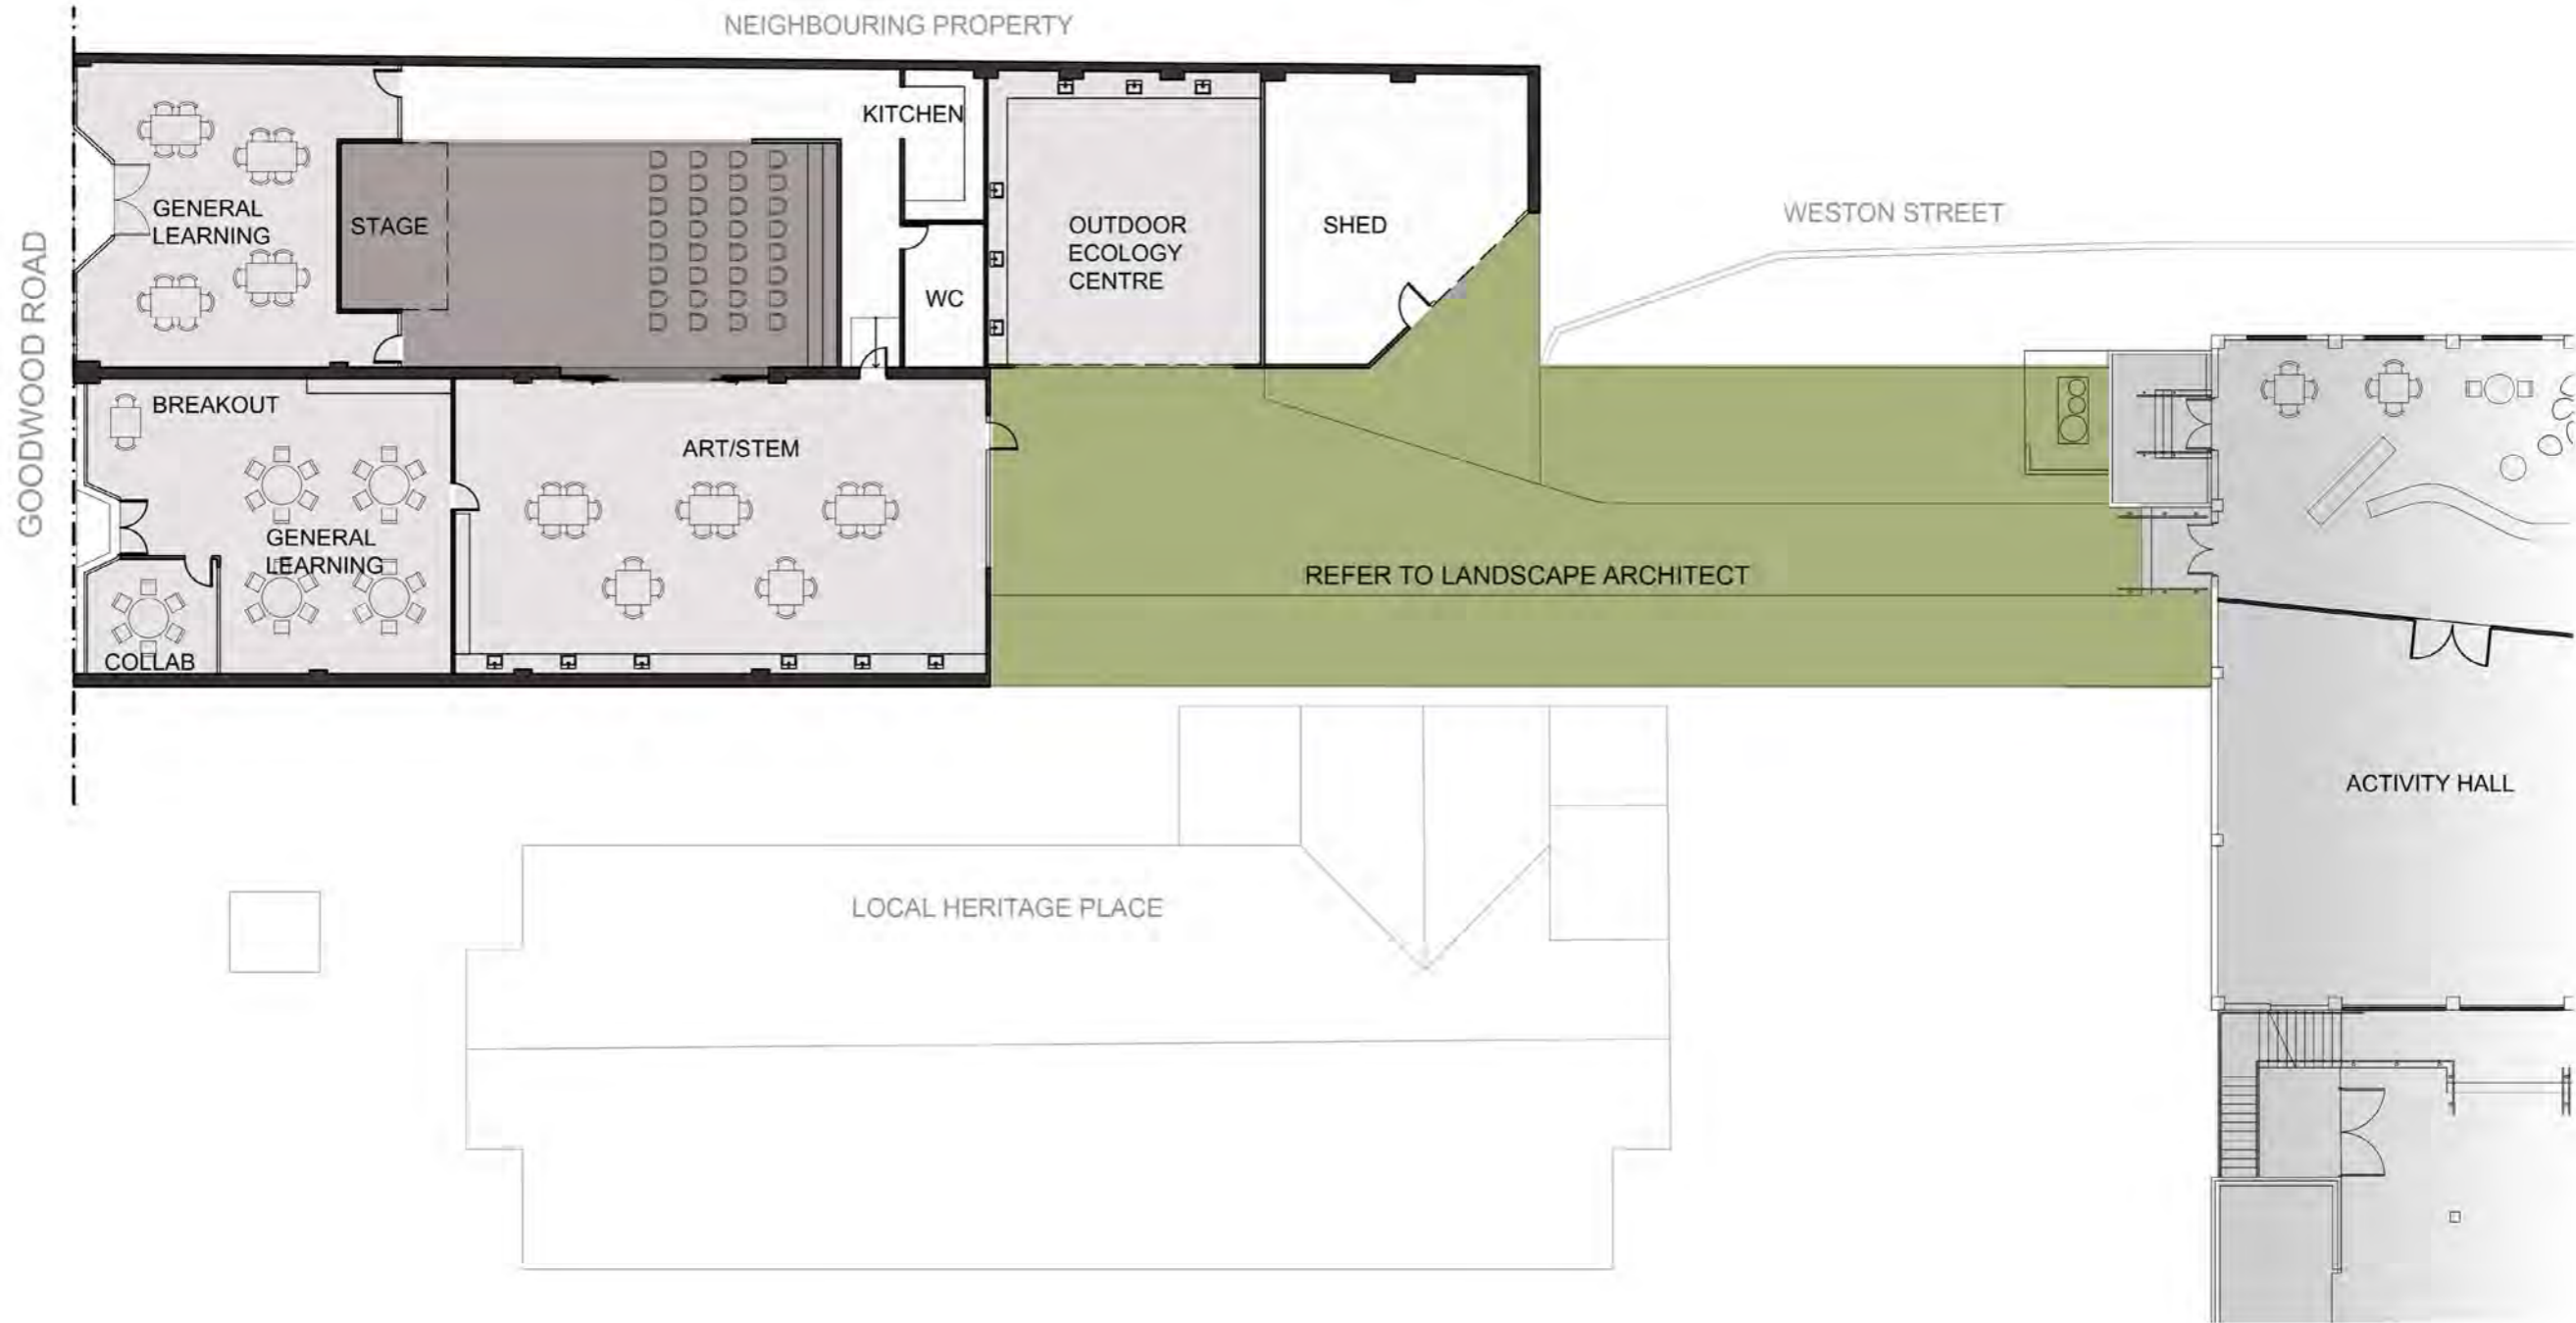 NEIGHBOURING PROPERTY
GOODWOOD ROAD
KITCHEN
GENERAL
LEARNING
STAGE
OUTDOOR
ECOLOGY
CENTRE
SHED
WESTON STREET
WC
BREAKOUT
ART/STEM
GENERAL
LEARNING
REFER TO LANDSCAPE ARCHITECT
COLLAB
ACTIVITY HALL
LOCAL HERITAGE PLACE